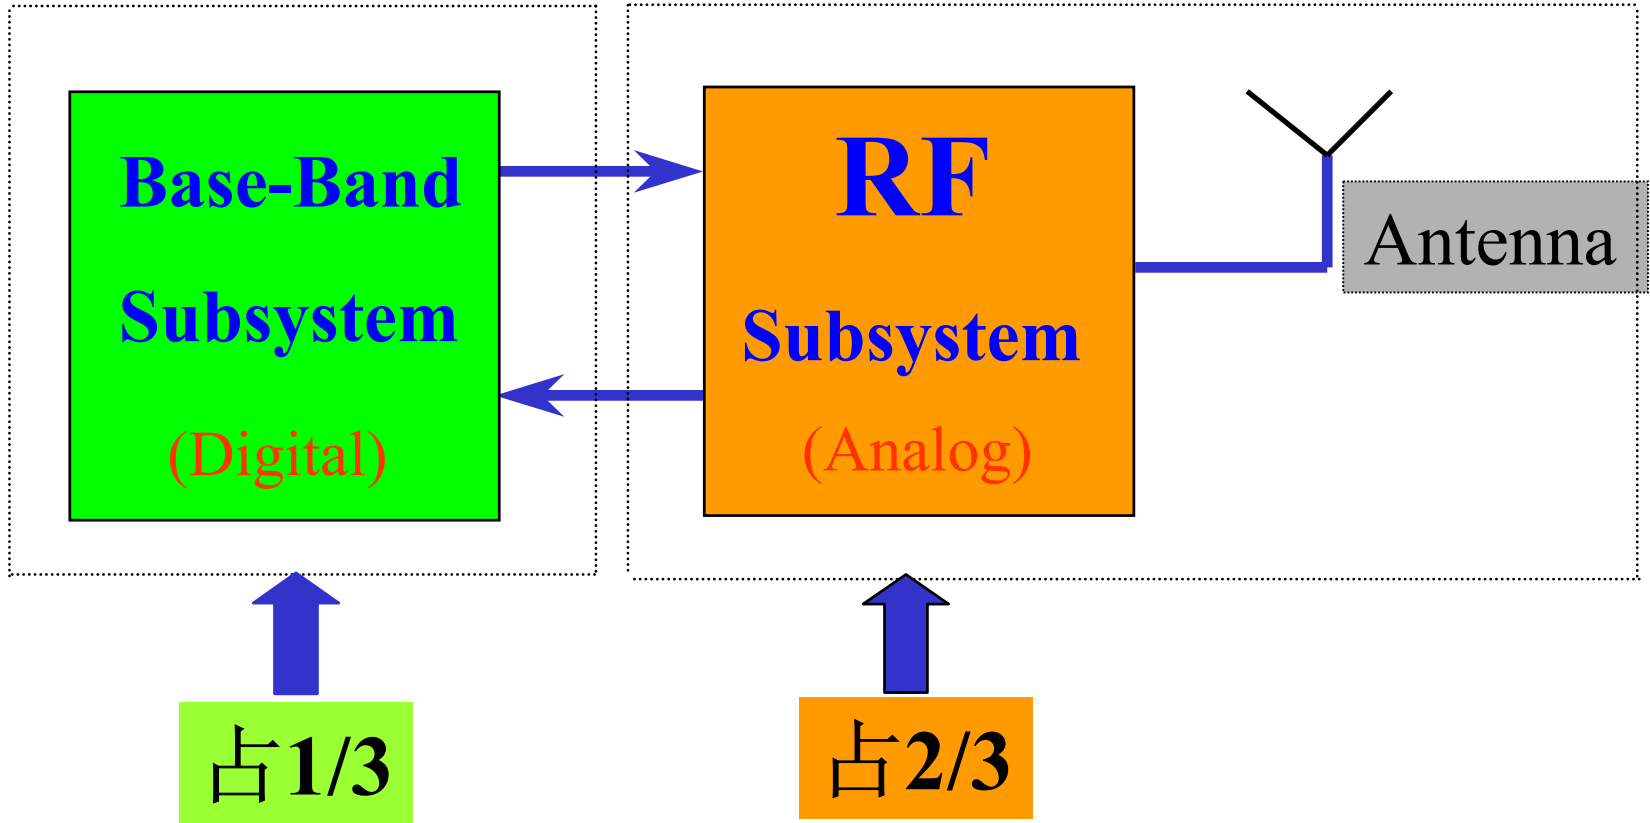 Base-Band
Subsystem
(Digital)
RF
Subsystem
(Analog)
Antenna
占1/3
占2/3